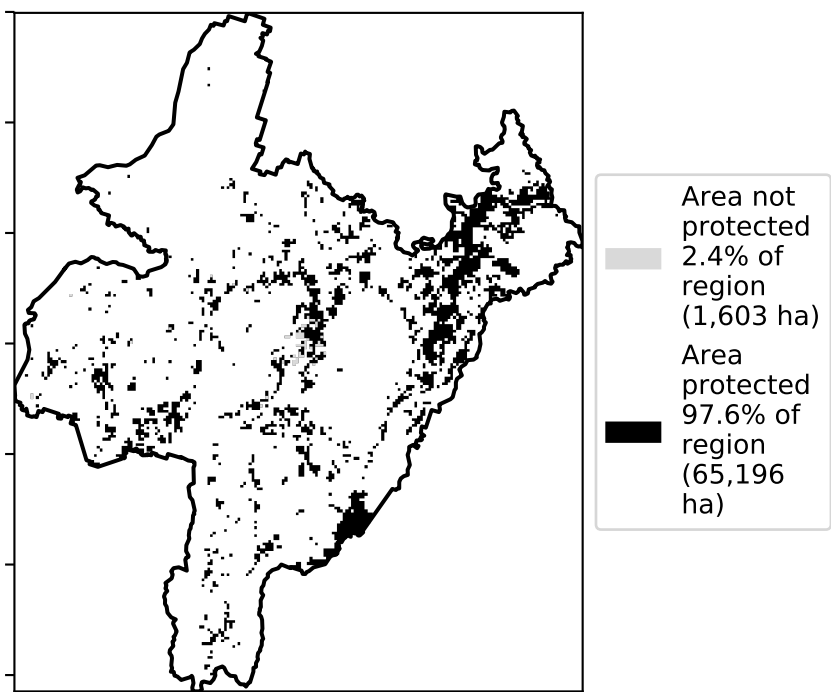 Area not
protected
2.4% of
region
(1,603 ha)
Area
protected
97.6% of
region
(65,196
ha)